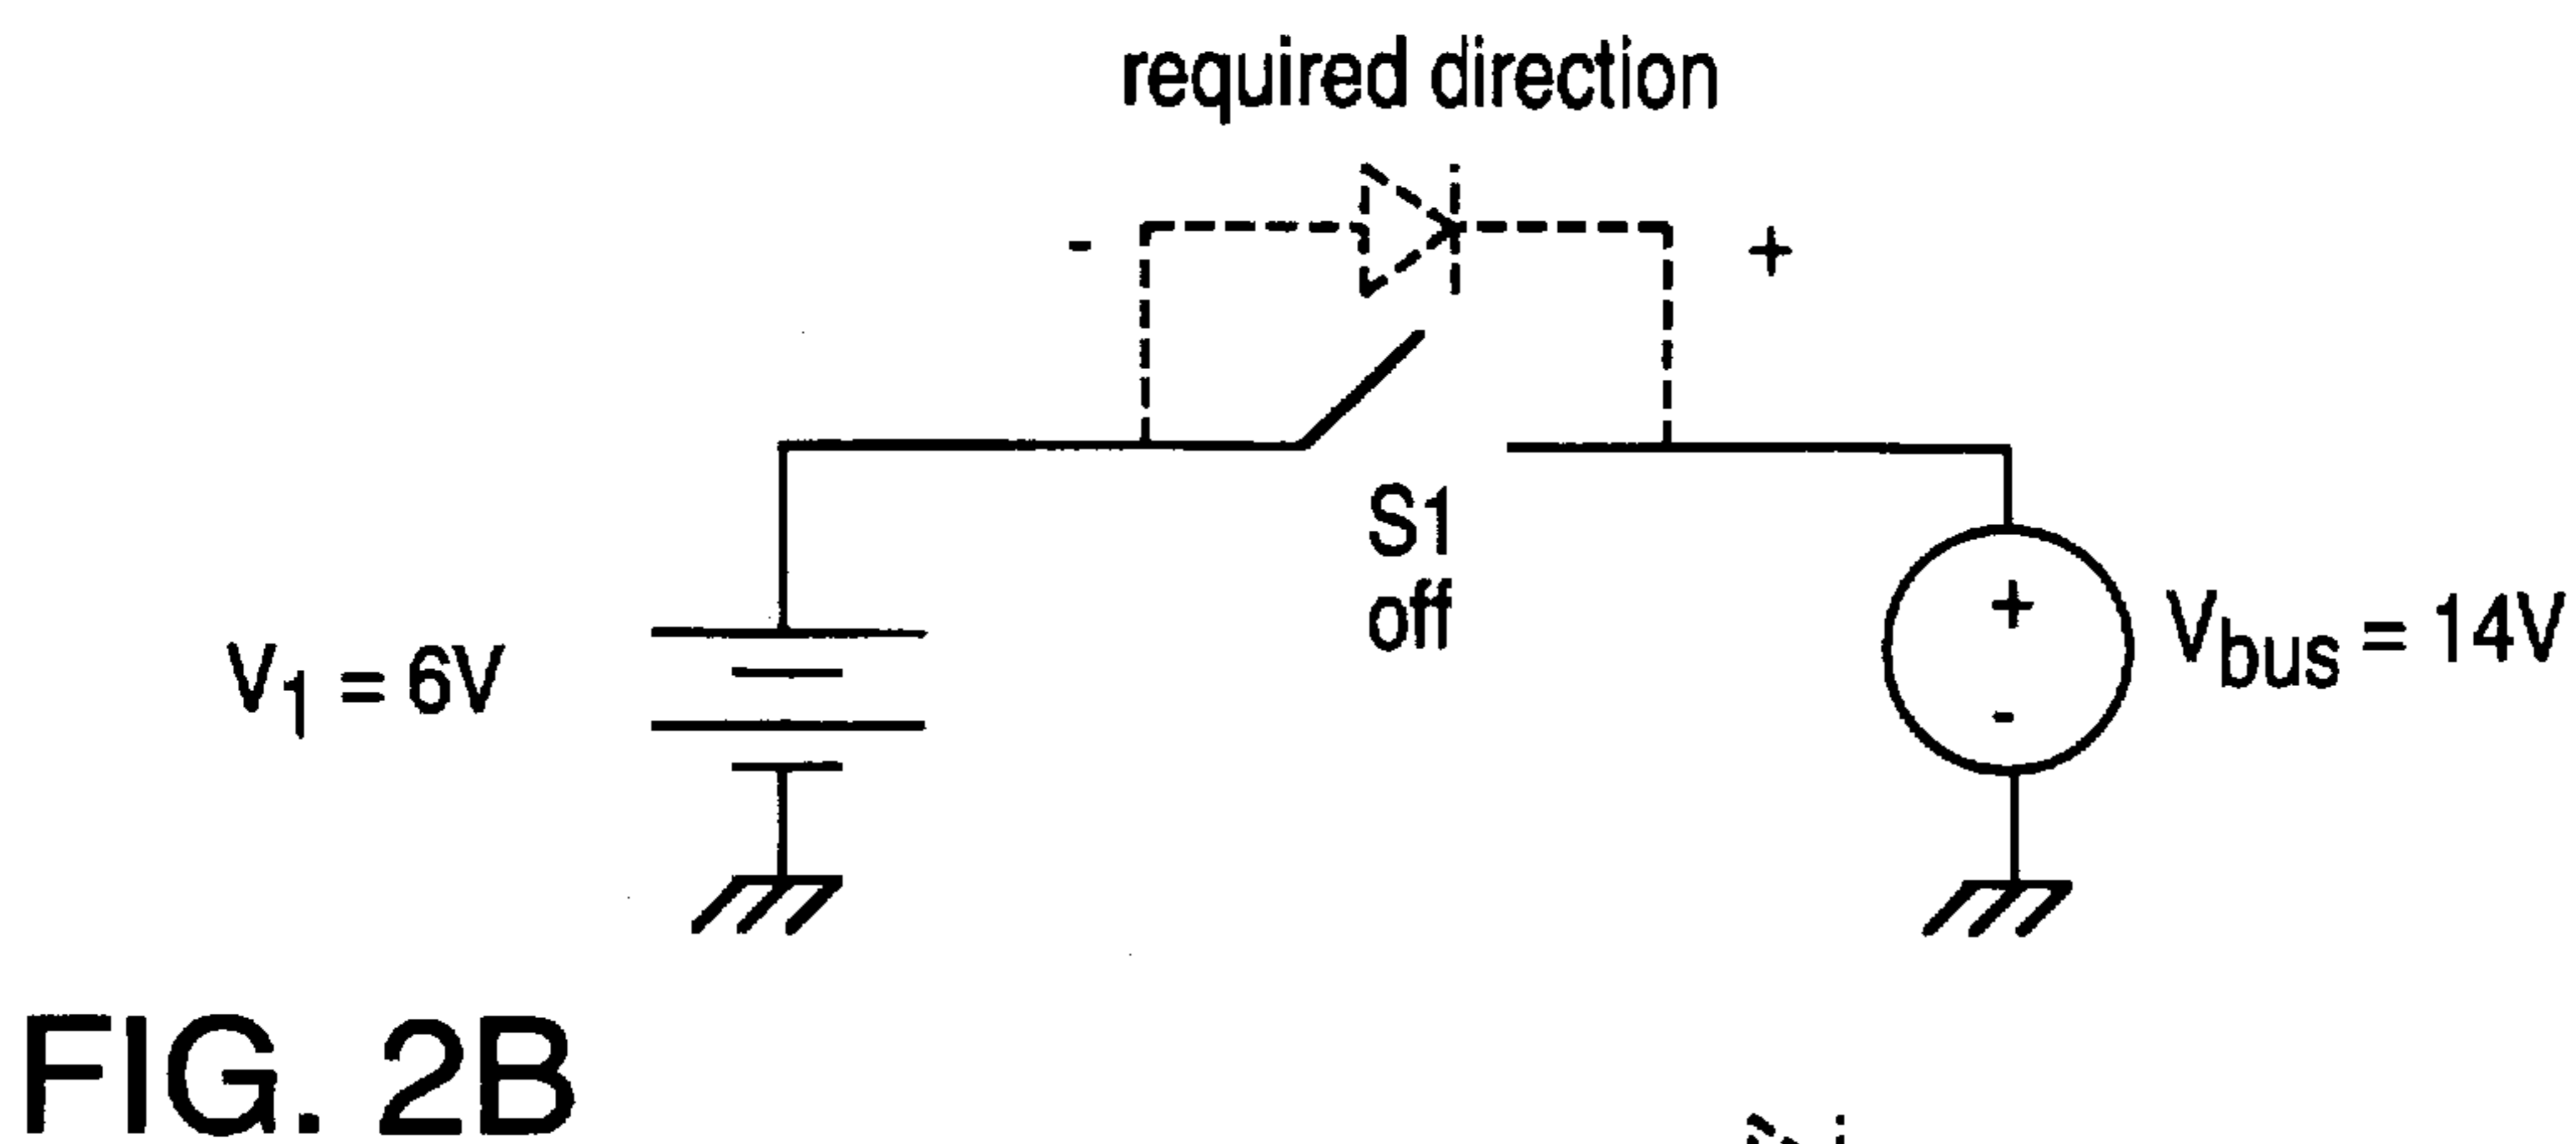 required direction
- +
S1
off
V1 = 6V
+
-
Vbus = 14V
FIG. 2B